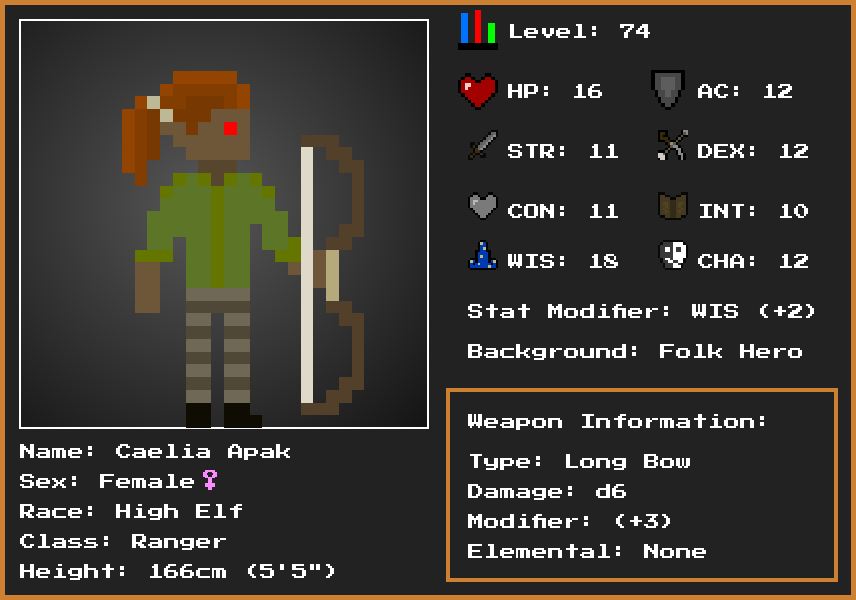 Level: 74
HP: 16
AC: 12
STR: 11
DEX: 12
CON: 11
INT: 10
WIS: 18
CHA: 12
Stat Modifier: WIS (+2)
Background: Folk Hero
Name: Caelia Apak
Sex: Female♀
Race: High Elf
Class: Ranger
Height: 166cm (5'5")
Weapon Information:
Type: Long Bow
Damage: d6
Modifier: (+3)
Elemental: None